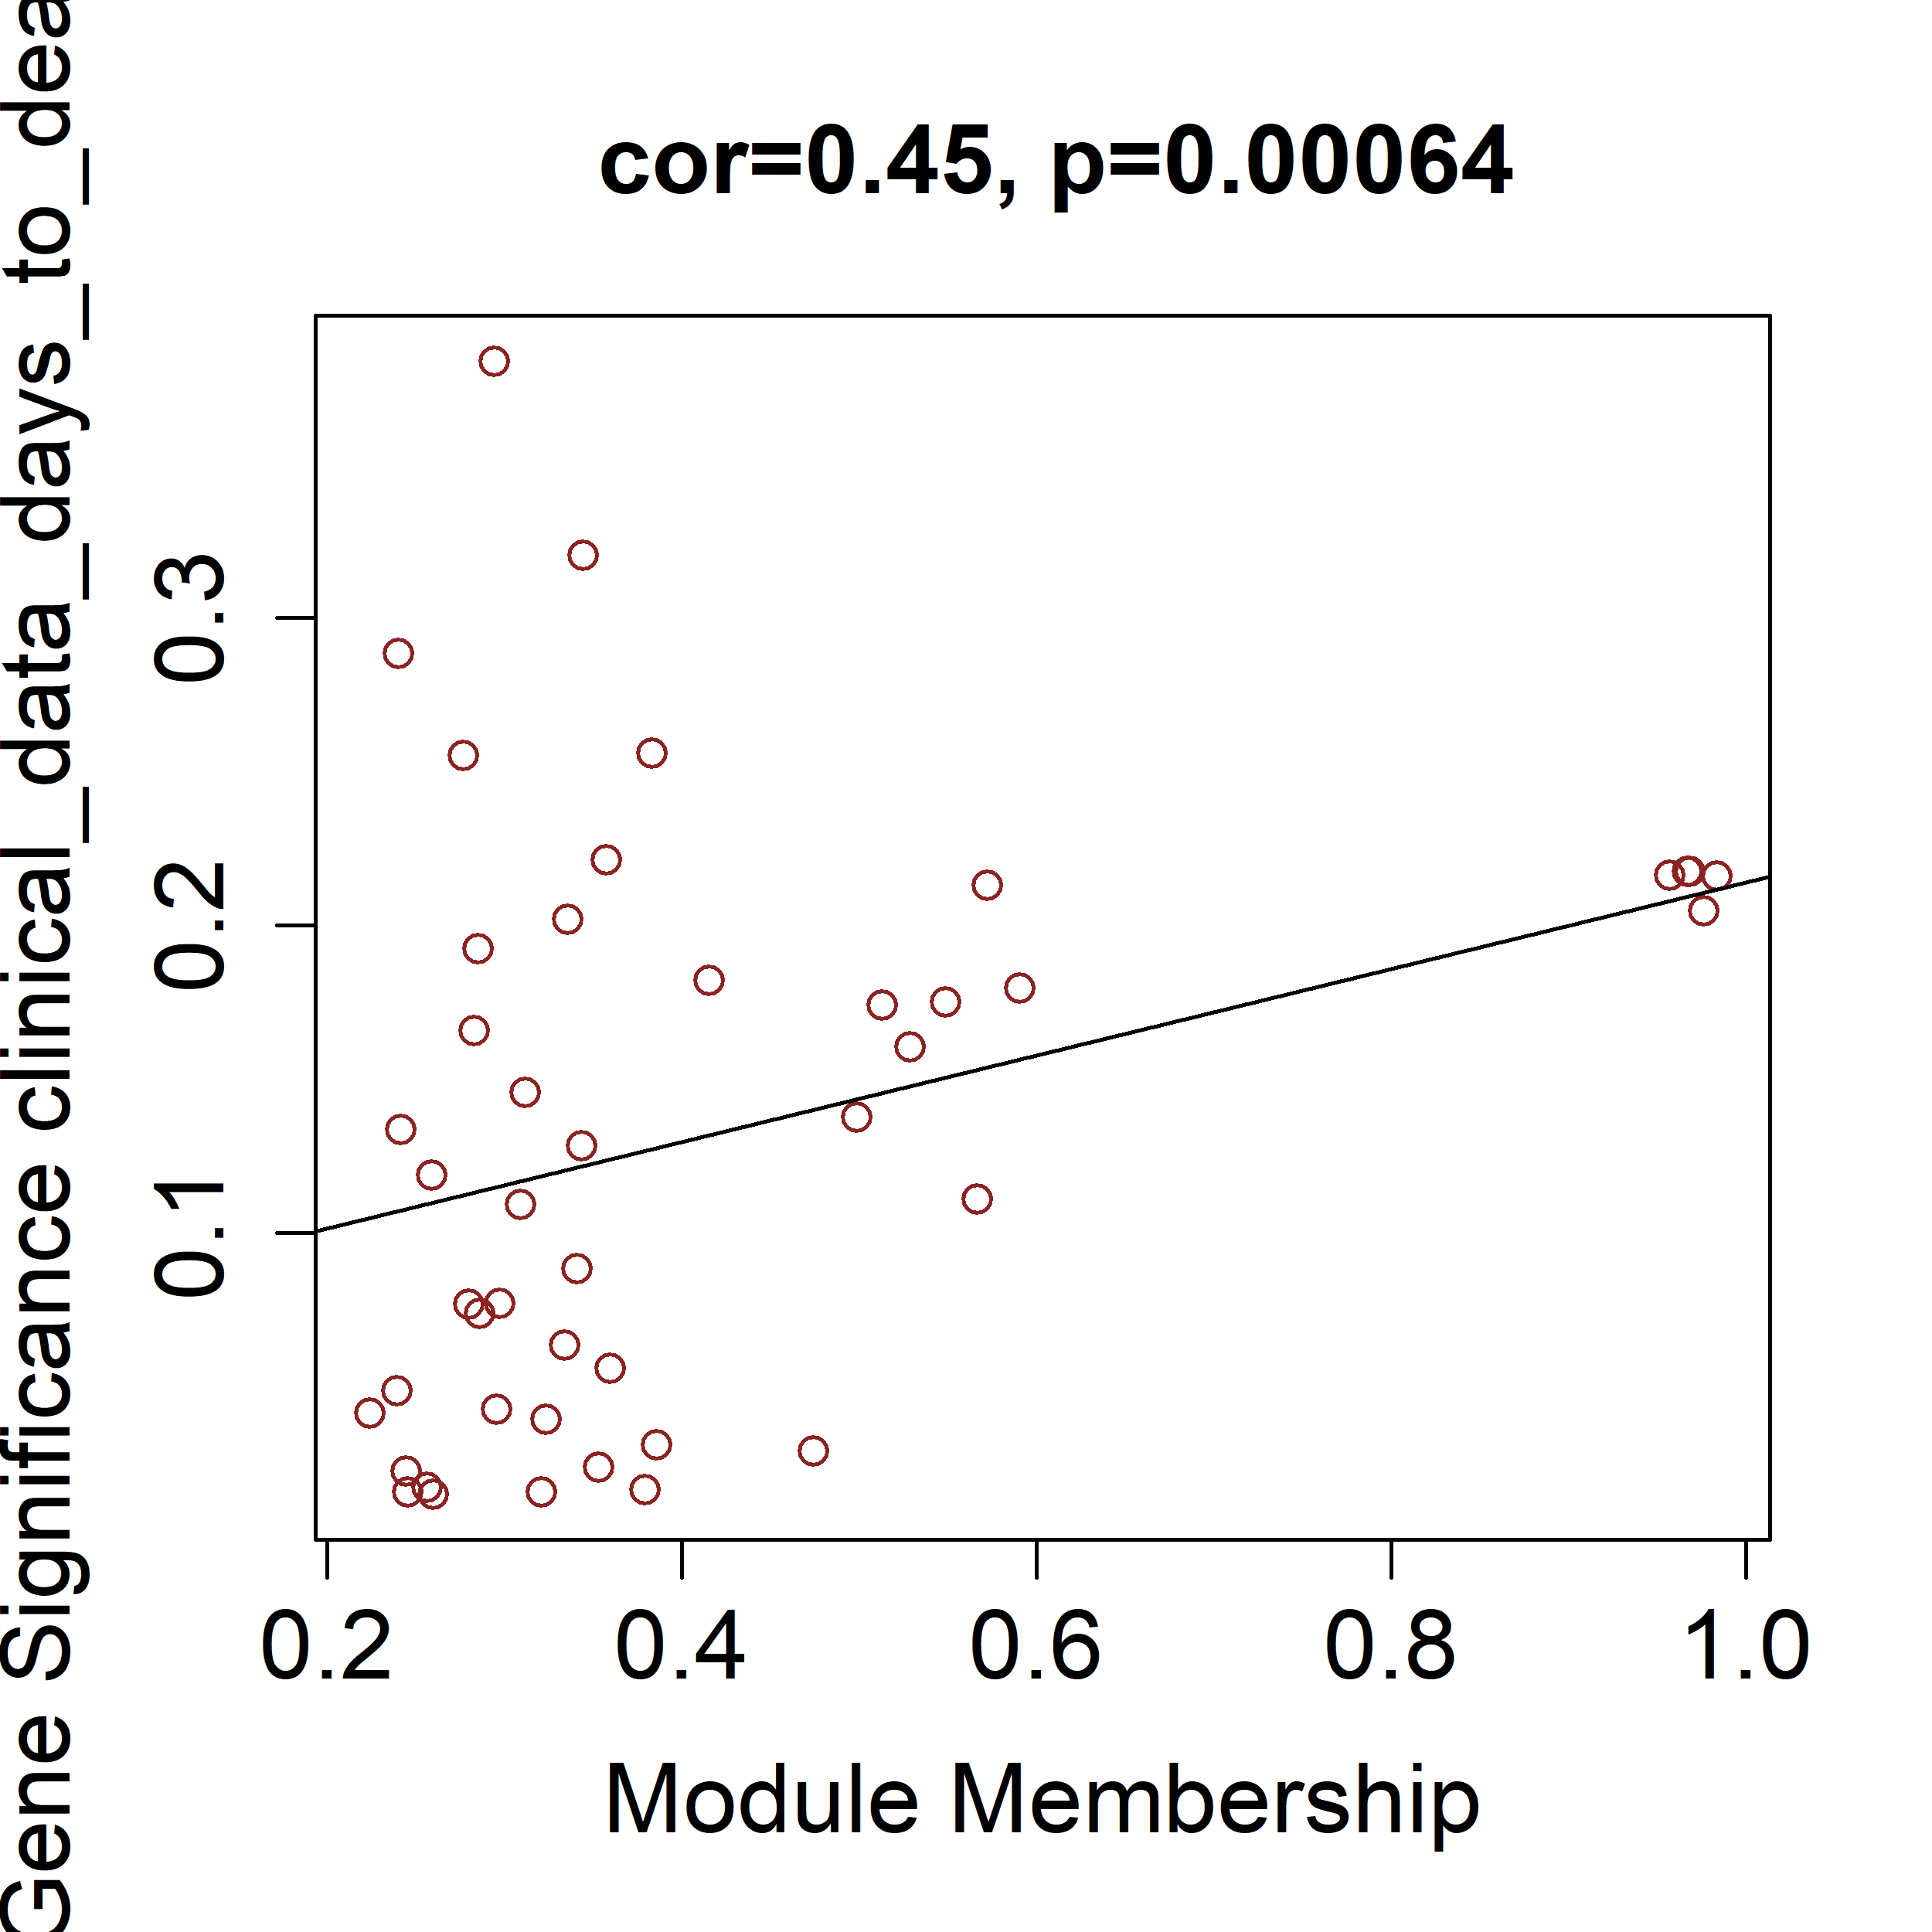 cor=0.45, p=0.00064
Gene Significance clinical_data_days_to_dea
0.3
0.2
0.1
0.2 0.4 0.6 0.8 1.0
Module Membership